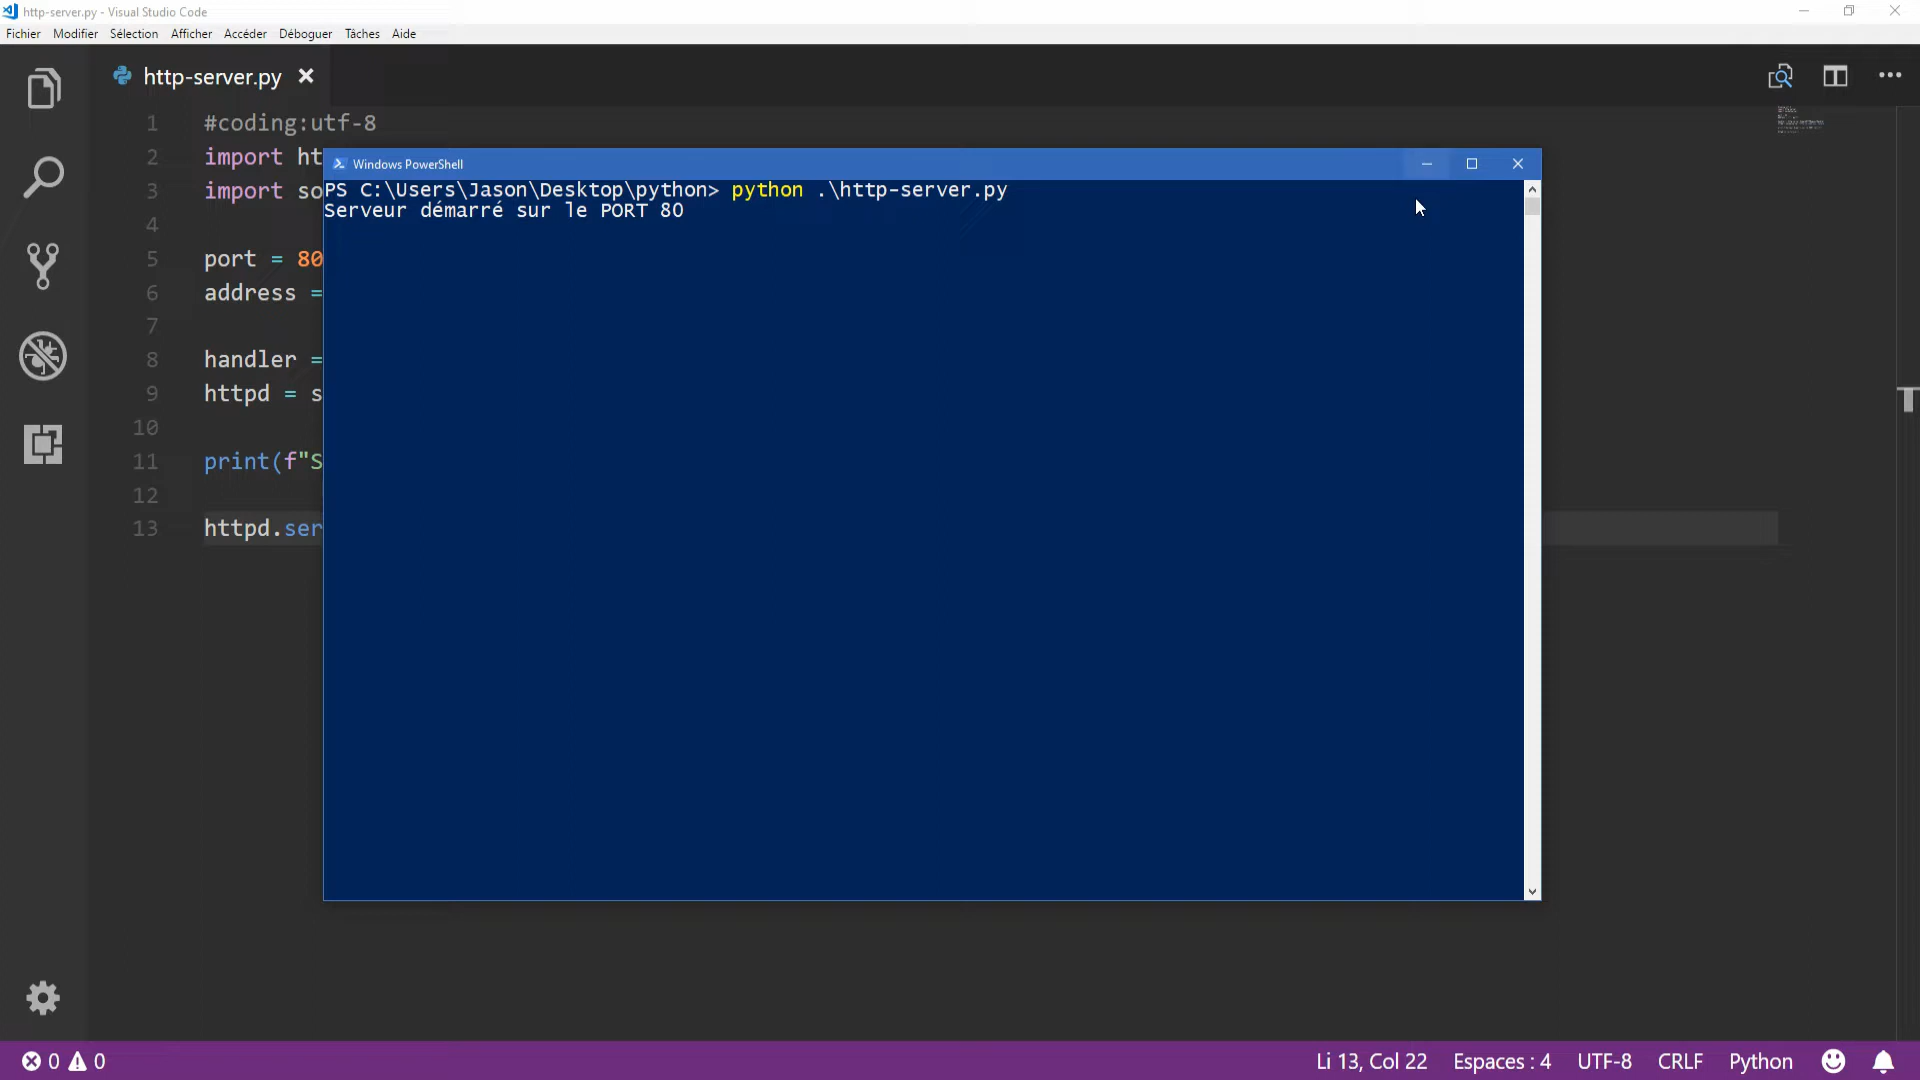 http-server.py - Visual Studio Code
Fichier Modifier Sélection Afficher Accéder Déboguer Tâches Aide
http-server.py
1 #coding:utf-8
2 import ht
3 import so
4
5 port = 80
6 address =
7
8 handler =
9 httpd = s
10
11 print(f"S
12
13 httpd.ser
Windows PowerShell
PS C:\Users\Jason\Desktop\python> python .\http-server.py
Serveur démarré sur le PORT 80
0 0 Li 13, Col 22 Espaces : 4 UTF-8 CRLF Python